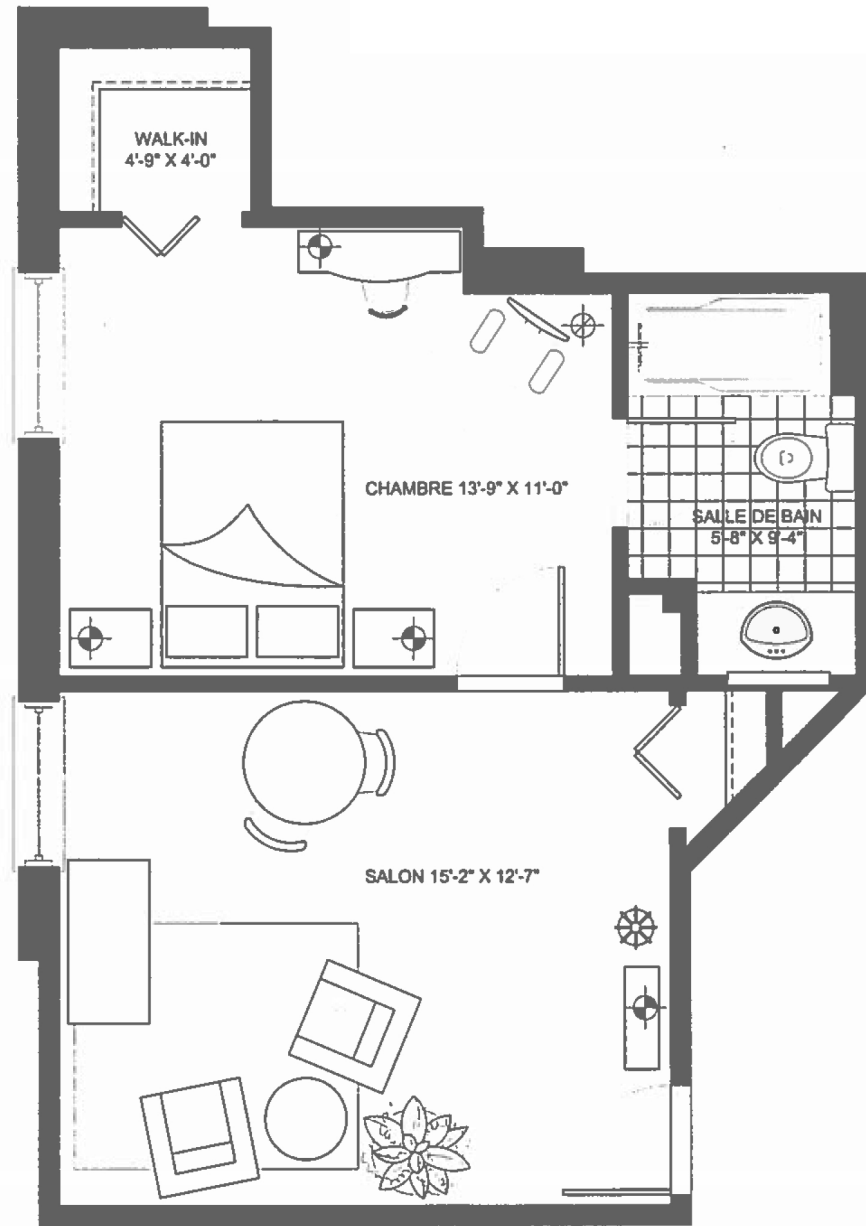 WALK-IN
4'-9" X 4'-0"
CHAMBRE 13'-9" X 11'-0"
SALLE DE BAIN
5'-8" X 9'-4"
SALON 15'-2" X 12'-7"